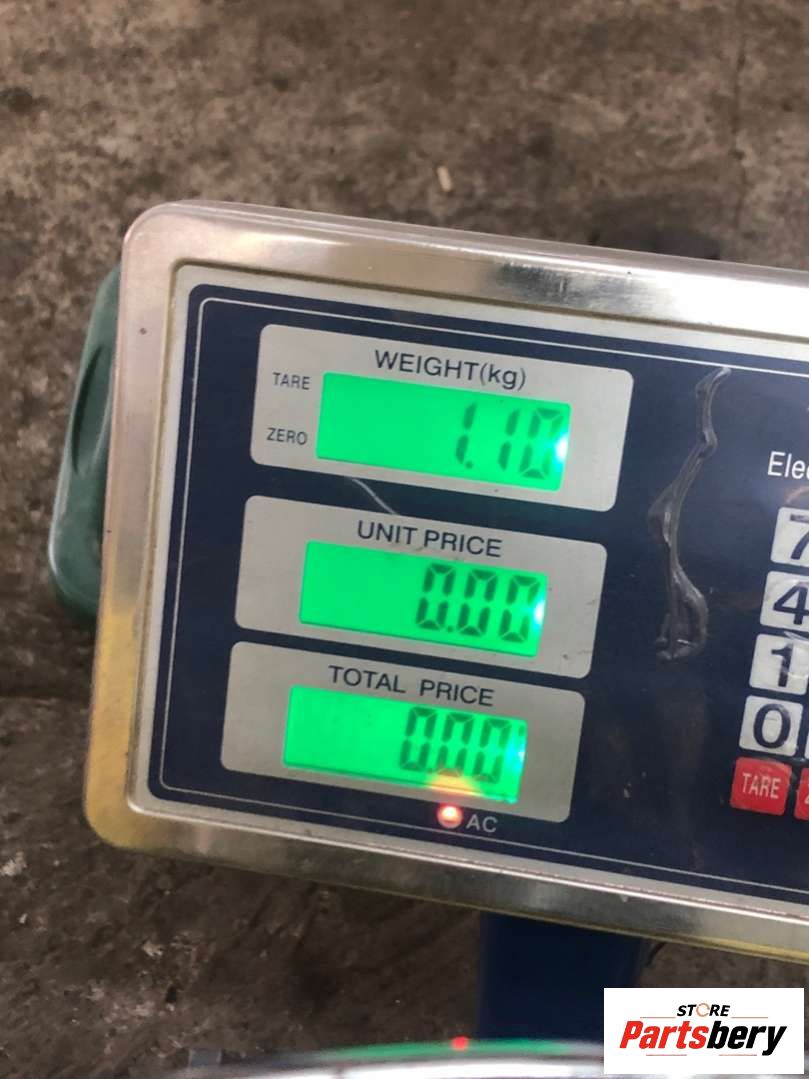 WEIGHT(kg)
TARE
1.10
ZERO
UNIT PRICE
0.00
TOTAL PRICE
0.00
AC
7
4
1
0
TARE
STORE
Partsbery